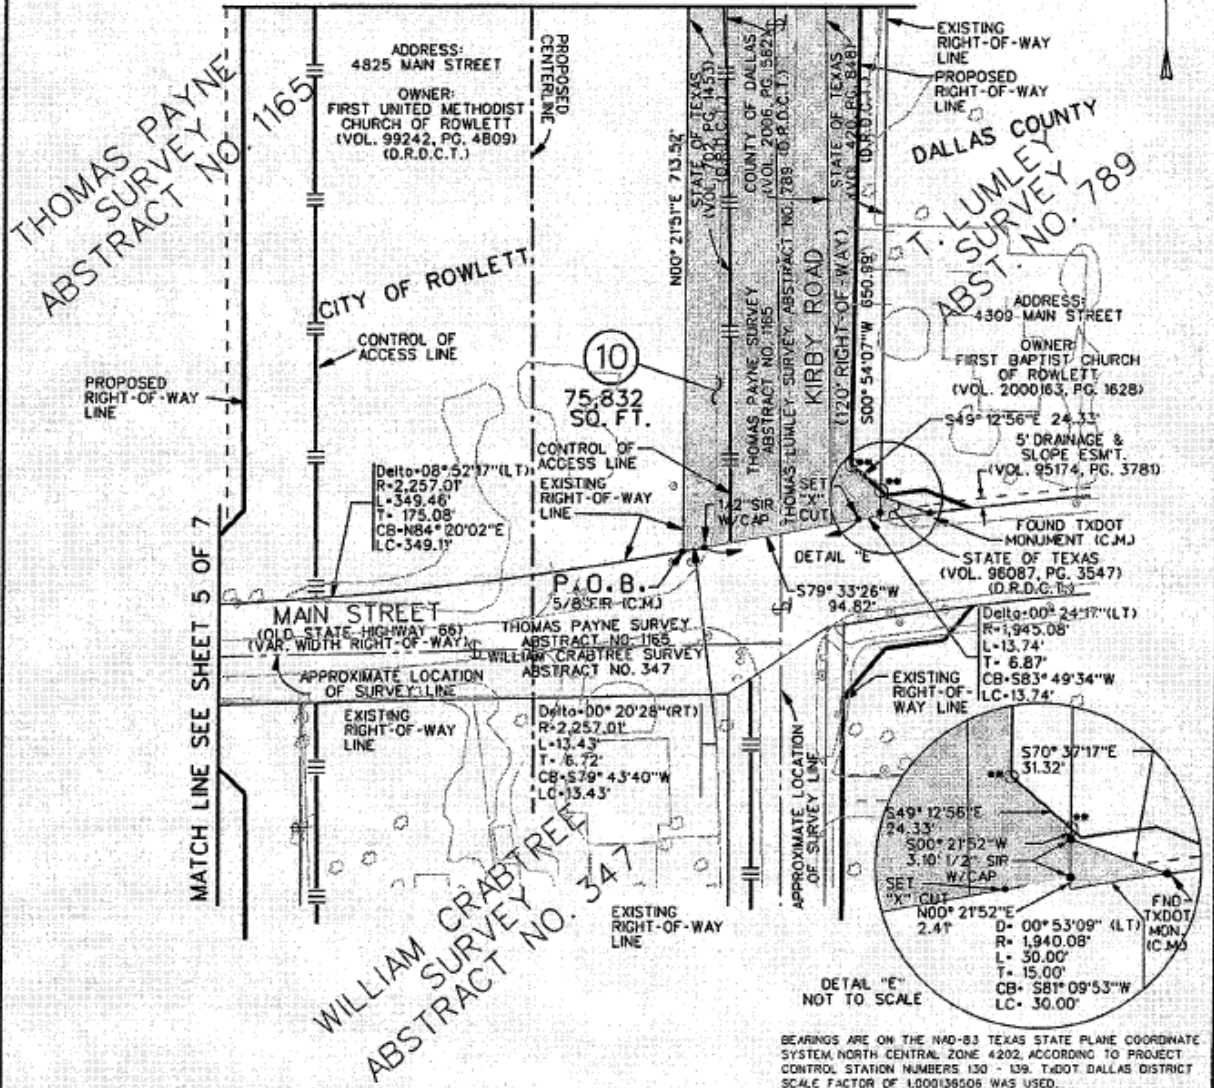 ADDRESS:
4825 MAIN STREET
OWNER:
FIRST UNITED METHODIST
CHURCH OF ROWLETT
(VOL. 99242, PG. 4809)
(D.R.D.C.T.)
THOMAS PAYNE
SURVEY
ABSTRACT NO. 1165
PROPOSED
CENTERLINE
N00° 21'51"E 713.52'
STATE OF TEXAS
COUNTY OF DALLAS
(VOL. 2006, PG. 582)
(D.R.D.C.T.)
STATE OF TEXAS
(VOL. 420, PG. 848)
(D.R.D.C.T.)
EXISTING
RIGHT-OF-WAY
LINE
PROPOSED
RIGHT-OF-WAY
LINE
DALLAS COUNTY
T. LUMLEY
SURVEY
ABST. NO. 789
CITY OF ROWLETT
CONTROL OF
ACCESS LINE
PROPOSED
RIGHT-OF-WAY
LINE
10
75,832
SQ. FT.
CONTROL OF
ACCESS LINE
EXISTING
RIGHT-OF-WAY
LINE
THOMAS PAYNE SURVEY
ABSTRACT NO. 1165
THOMAS LUMLEY SURVEY, ABSTRACT NO. 789
KIRBY ROAD
(120' RIGHT-OF-WAY)
S00° 54'07"W 650.99'
ADDRESS:
4309 MAIN STREET
OWNER:
FIRST BAPTIST CHURCH
OF ROWLETT
(VOL. 2000163, PG. 1628)
S49° 12'56"E 24.33'
5' DRAINAGE &
SLOPE ESM'T.
(VOL. 95174, PG. 3781)
**
**
Delta=08°52'17"(LT)
R=2,257.01'
L=349.46'
T= 175.08'
CB=N84° 20'02"E
LC=349.11'
1/2" SIR
W/CAP
SET
"X"
CUT
FOUND TXDOT
MONUMENT (C.M.)
DETAIL "E"
STATE OF TEXAS
(VOL. 96087, PG. 3547)
(D.R.D.C.T.)
P.O.B.
5/8"FIR (C.M.)
S79° 33'26"W
94.82'
MATCH LINE SEE SHEET 5 OF 7
MAIN STREET
(OLD STATE HIGHWAY 66)
(VAR. WIDTH RIGHT-OF-WAY)
THOMAS PAYNE SURVEY
ABSTRACT NO. 1165
WILLIAM CRABTREE SURVEY
ABSTRACT NO. 347
APPROXIMATE LOCATION
OF SURVEY LINE
Delta=00° 24'17"(LT)
R=1,945.08'
L=13.74'
T= 6.87'
CB=S83° 49'34"W
LC=13.74'
EXISTING
RIGHT-OF-WAY
LINE
EXISTING
RIGHT-OF-
WAY LINE
Delta=00° 20'28"(RT)
R=2,257.01'
L=13.43'
T= 6.72'
CB=S79° 43'40"W
LC=13.43'
APPROXIMATE LOCATION
OF SURVEY LINE
WILLIAM CRABTREE
SURVEY
ABSTRACT NO. 347
EXISTING
RIGHT-OF-WAY
LINE
S70° 37'17"E
31.32'
**
**
S49° 12'56"E
24.33'
S00° 21'52"W
3.10' 1/2" SIR
W/CAP
SET
"X" CUT
N00° 21'52"E
2.41'
D= 00° 53'09" (LT)
R= 1,940.08'
L= 30.00'
T= 15.00'
CB= S81° 09'53"W
LC= 30.00'
FND
TXDOT
MON.
(C.M.)
DETAIL "E"
NOT TO SCALE
BEARINGS ARE ON THE NAD-83 TEXAS STATE PLANE COORDINATE
SYSTEM, NORTH CENTRAL ZONE 4202, ACCORDING TO PROJECT
CONTROL STATION NUMBERS 130 - 139. TxDOT DALLAS DISTRICT
SCALE FACTOR OF 1.000136506 WAS USED.